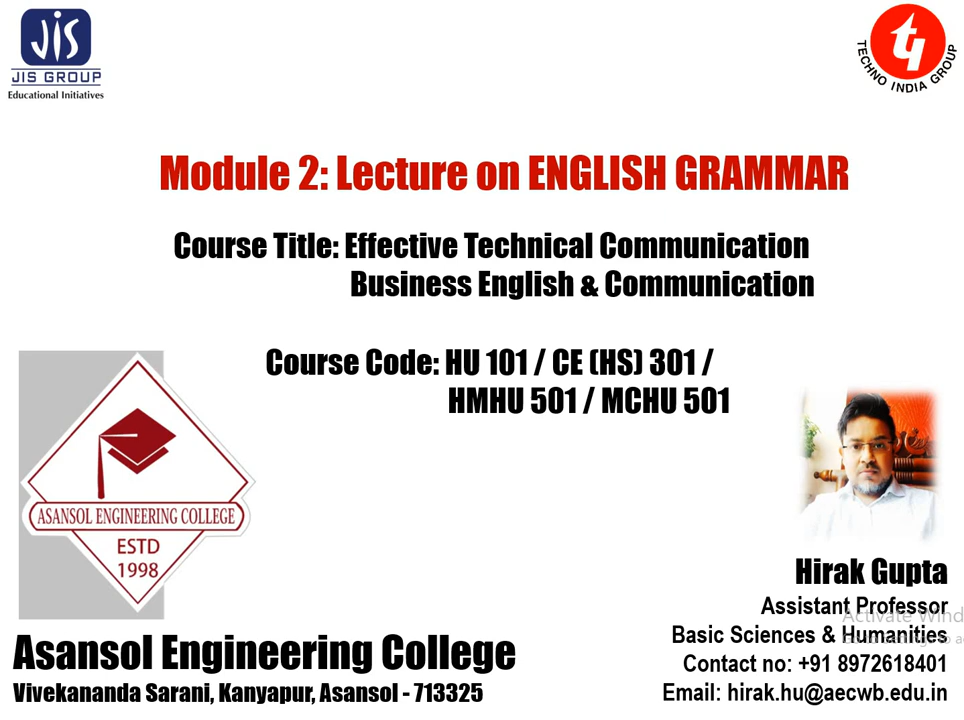 JIS
JIS GROUP
Educational Initiatives
TECHNO INDIA GROUP
Module 2: Lecture on ENGLISH GRAMMAR
Course Title: Effective Technical Communication
Business English & Communication
Course Code: HU 101 / CE (HS) 301 /
HMHU 501 / MCHU 501
ASANSOL ENGINEERING COLLEGE
ESTD
1998
Asansol Engineering College
Vivekananda Sarani, Kanyapur, Asansol - 713325
Hirak Gupta
Assistant Professor
Activate Wind
Basic Sciences & Humanities
Contact no: +91 8972618401
Email: hirak.hu@aecwb.edu.in